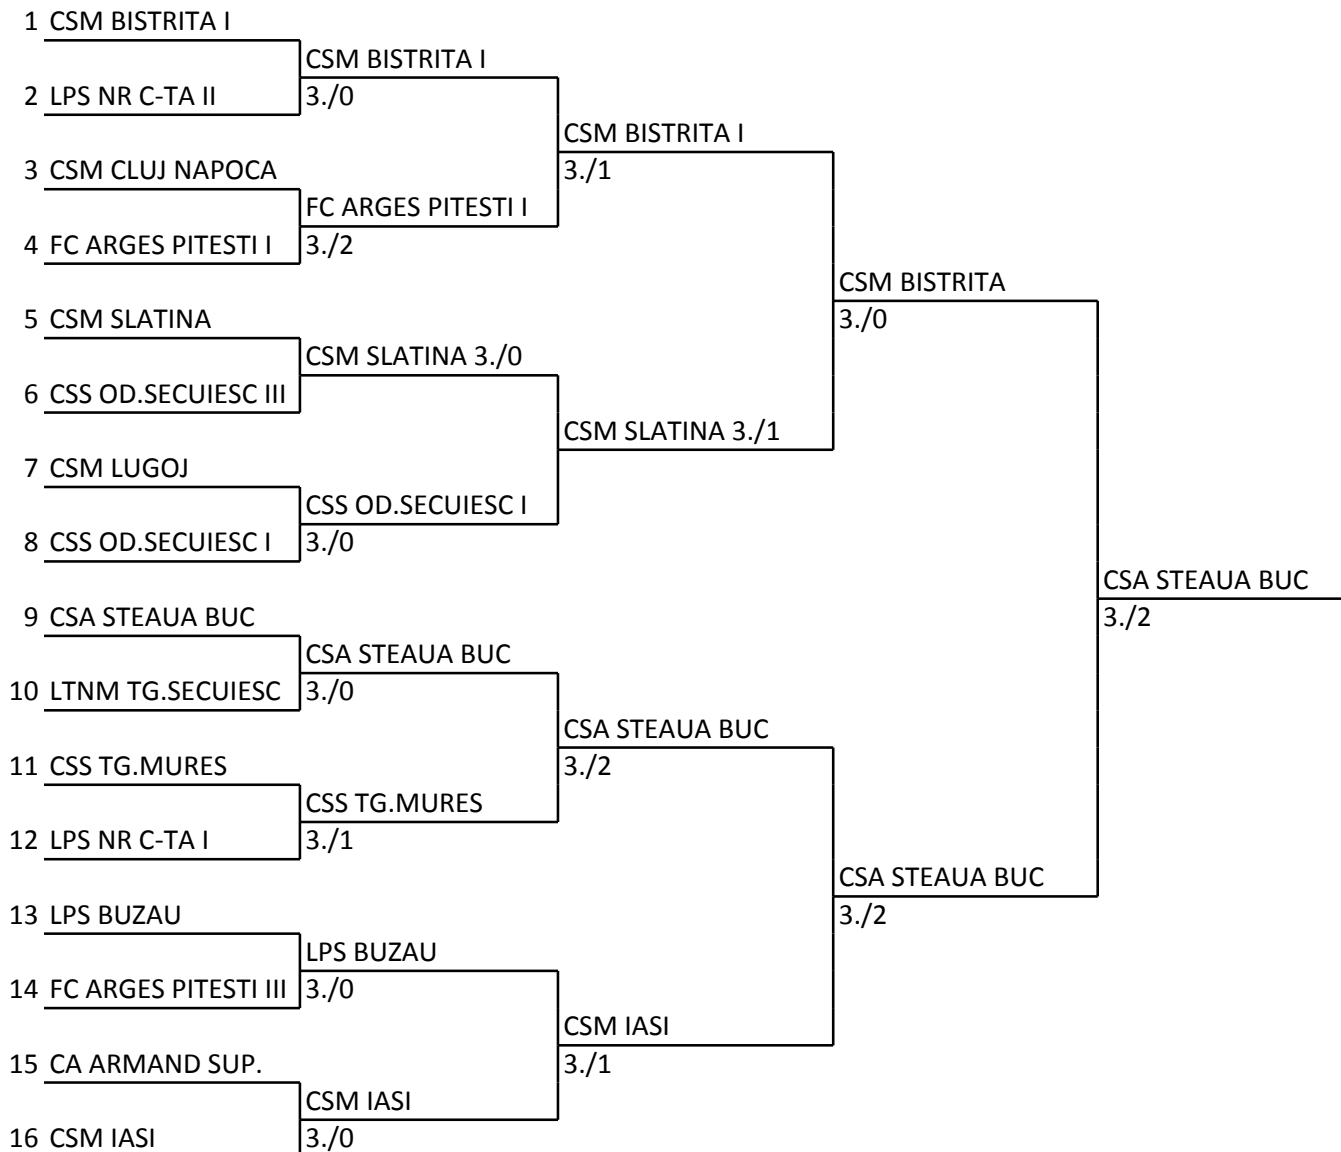 1 CSM BISTRITA I
CSM BISTRITA I
2 LPS NR C-TA II
3./0
CSM BISTRITA I
3 CSM CLUJ NAPOCA
3./1
FC ARGES PITESTI I
4 FC ARGES PITESTI I
3./2
CSM BISTRITA
5 CSM SLATINA
3./0
CSM SLATINA 3./0
6 CSS OD.SECUIESC III
CSM SLATINA 3./1
7 CSM LUGOJ
CSS OD.SECUIESC I
8 CSS OD.SECUIESC I
3./0
CSA STEAUA BUC
9 CSA STEAUA BUC
3./2
CSA STEAUA BUC
10 LTNM TG.SECUIESC
3./0
CSA STEAUA BUC
11 CSS TG.MURES
3./2
CSS TG.MURES
12 LPS NR C-TA I
3./1
CSA STEAUA BUC
13 LPS BUZAU
3./2
LPS BUZAU
14 FC ARGES PITESTI III
3./0
CSM IASI
15 CA ARMAND SUP.
3./1
CSM IASI
16 CSM IASI
3./0